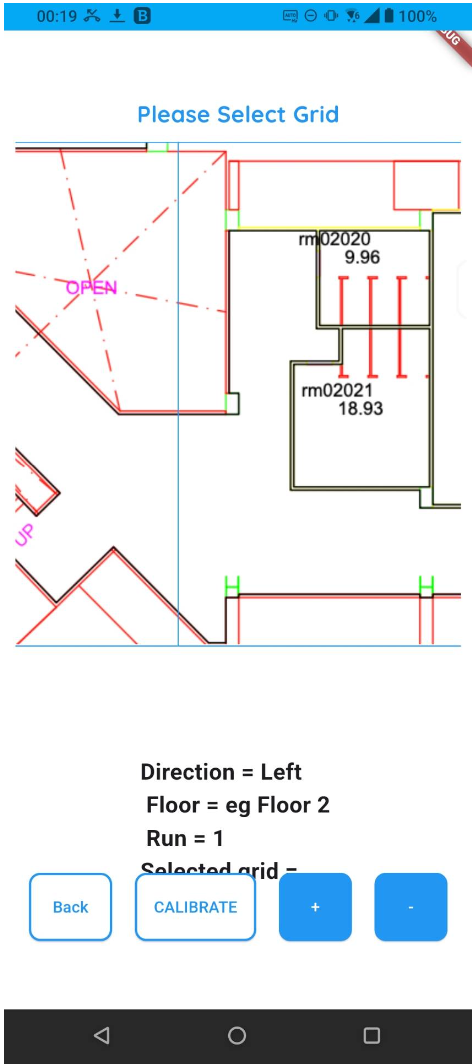 00:19
B
100%
UG
Please Select Grid
rm02020
9.96
OPEN
rm02021
18.93
UP
Direction = Left
Floor = eg Floor 2
Run = 1
Selected grid =
Back
CALIBRATE
+
-